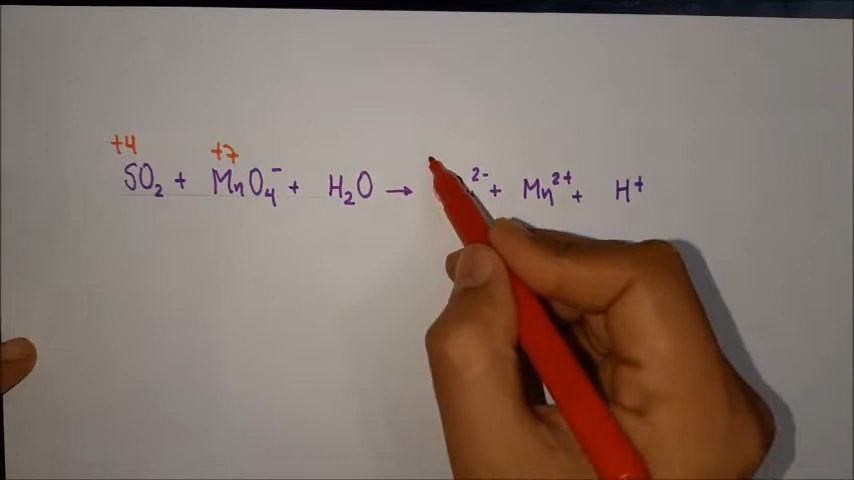 +4 +7
SO₂ + MnO₄⁻ + H₂O → ²⁻ + Mn²⁺ + H⁺